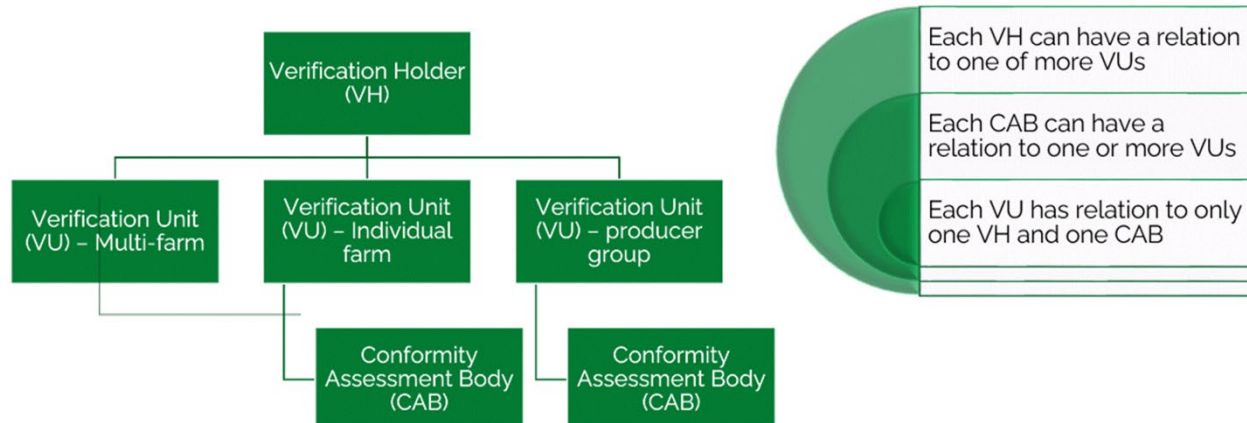 Verification Holder
(VH)
Verification Unit
(VU) – Multi-farm
Verification Unit
(VU) – Individual
farm
Verification Unit
(VU) – producer
group
Conformity
Assessment Body
(CAB)
Conformity
Assessment Body
(CAB)
Each VH can have a relation
to one of more VUs
Each CAB can have a
relation to one or more VUs
Each VU has relation to only
one VH and one CAB